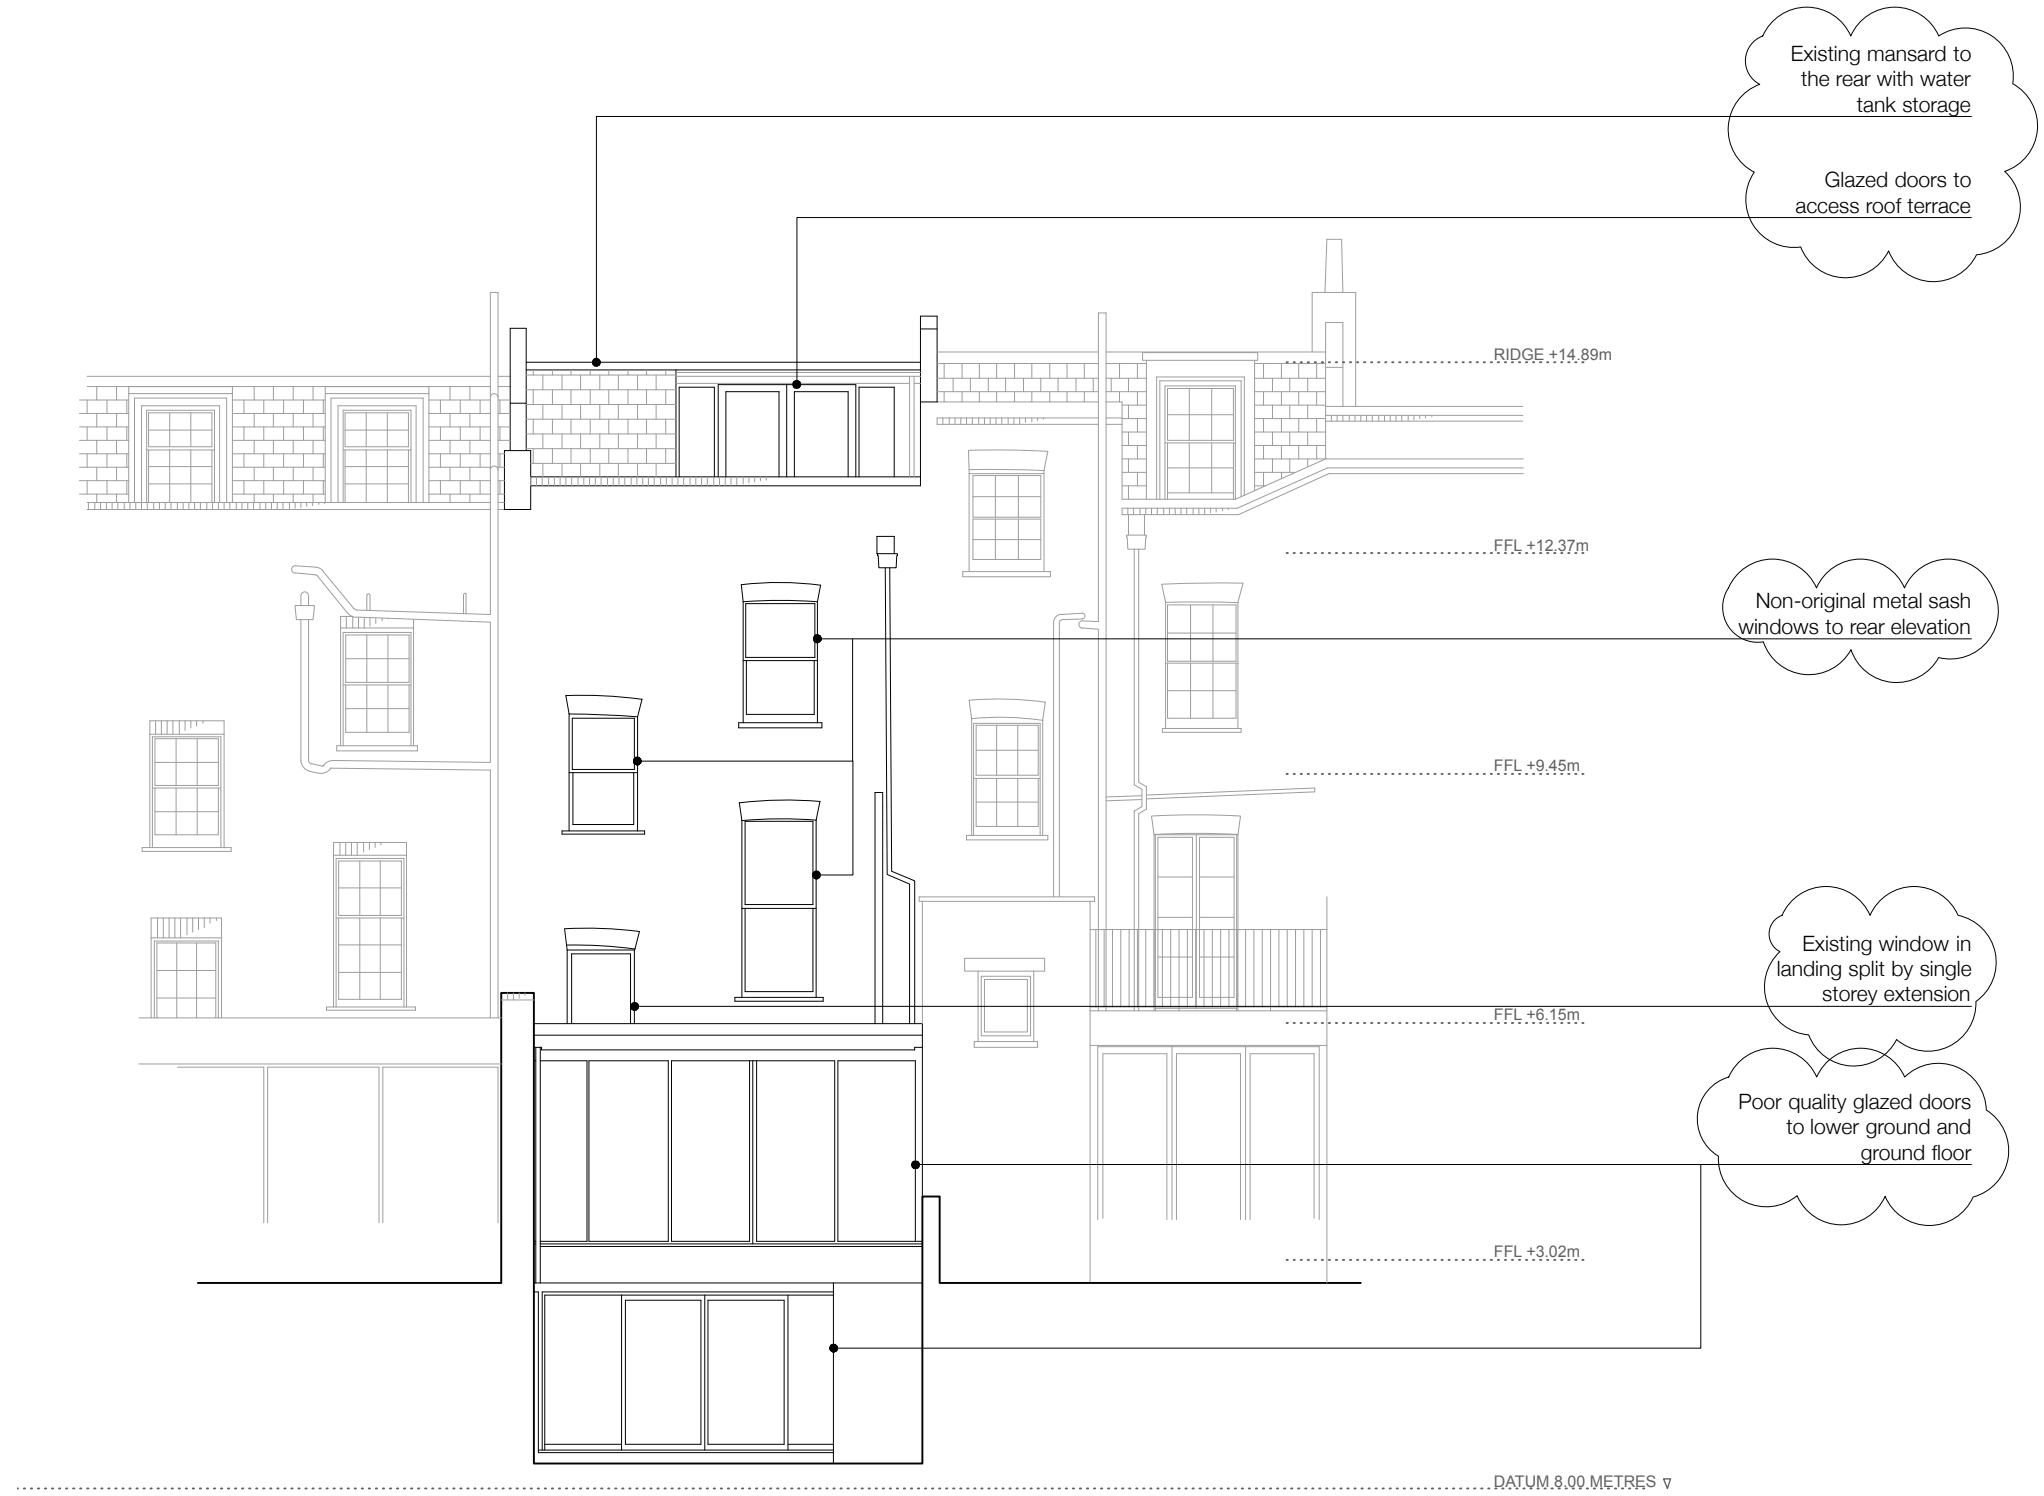 Existing mansard to
the rear with water
tank storage
Glazed doors to
access roof terrace
RIDGE +14.89m
FFL +12.37m
Non-original metal sash
windows to rear elevation
FFL +9.45m
Existing window in
landing split by single
storey extension
FFL +6.15m
Poor quality glazed doors
to lower ground and
ground floor
FFL +3.02m
DATUM 8.00 METRES